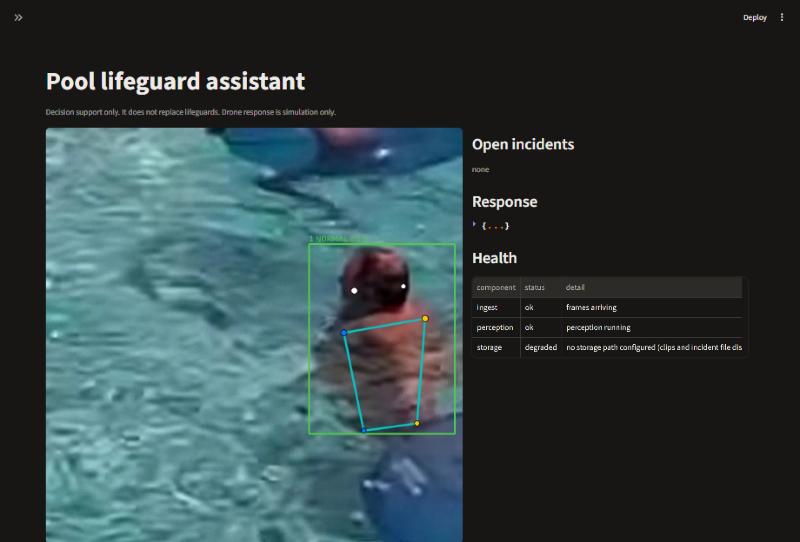 Deploy
Pool lifeguard assistant
Decision support only. It does not replace lifeguards. Drone response is simulation only.
Open incidents
none
Response
{...}
Health
component status detail
ingest ok frames arriving
perception ok perception running
storage degraded no storage path configured (clips and incident file dis